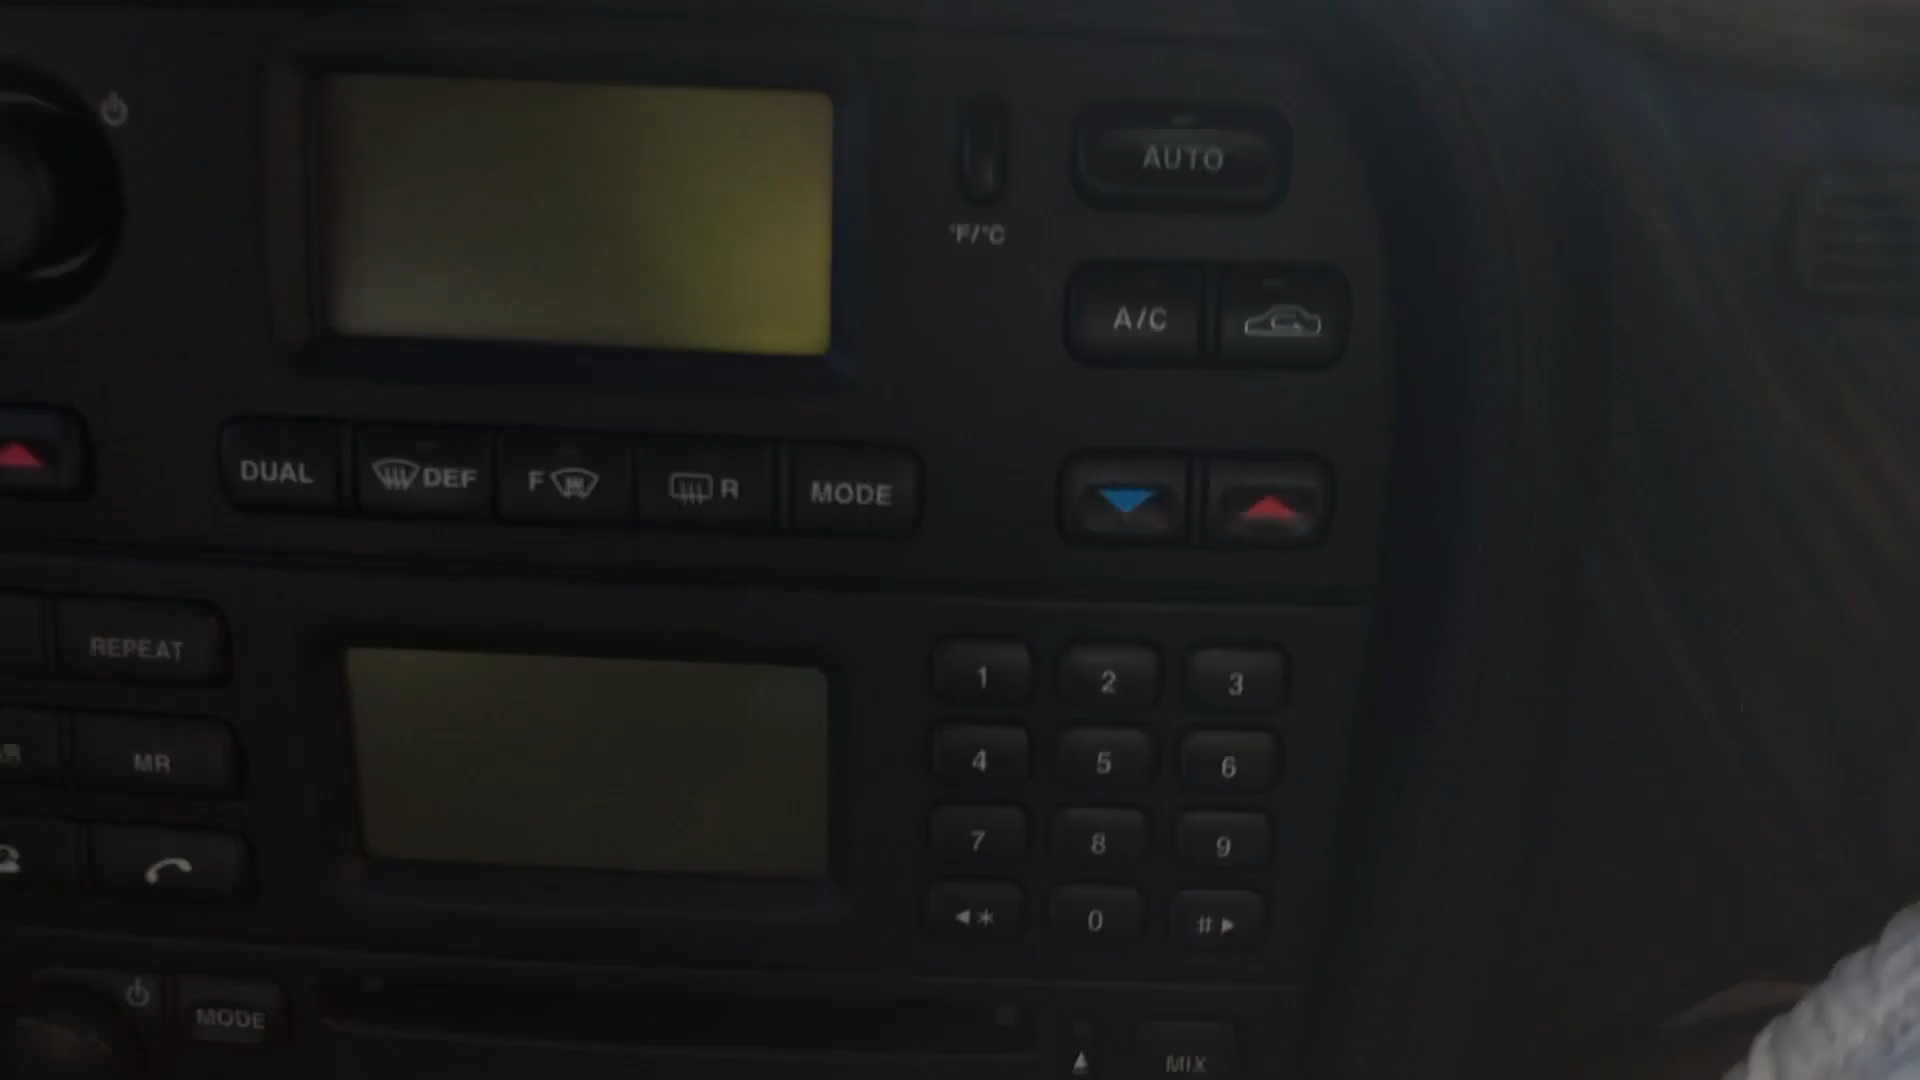 AUTO
°F/°C
A/C
DUAL
DEF
F
R
MODE
REPEAT
1 2 3
MR
4 5 6
7 8 9
* 0 #
MODE
MIX